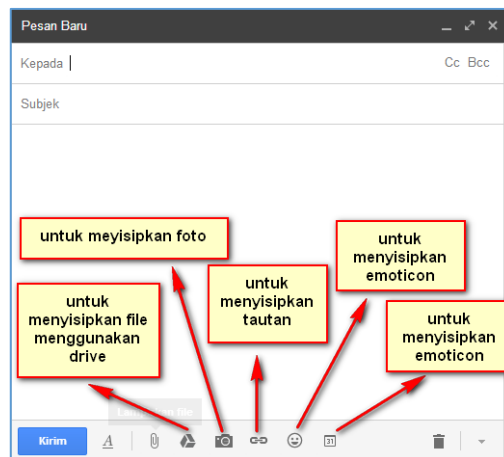 Pesan Baru
Kepada
Cc Bcc
Subjek
untuk meyisipkan foto
untuk
menyisipkan
emoticon
untuk
menyisipkan
tautan
untuk
menyisipkan file
menggunakan
drive
untuk
menyisipkan
emoticon
Kirim
A
31